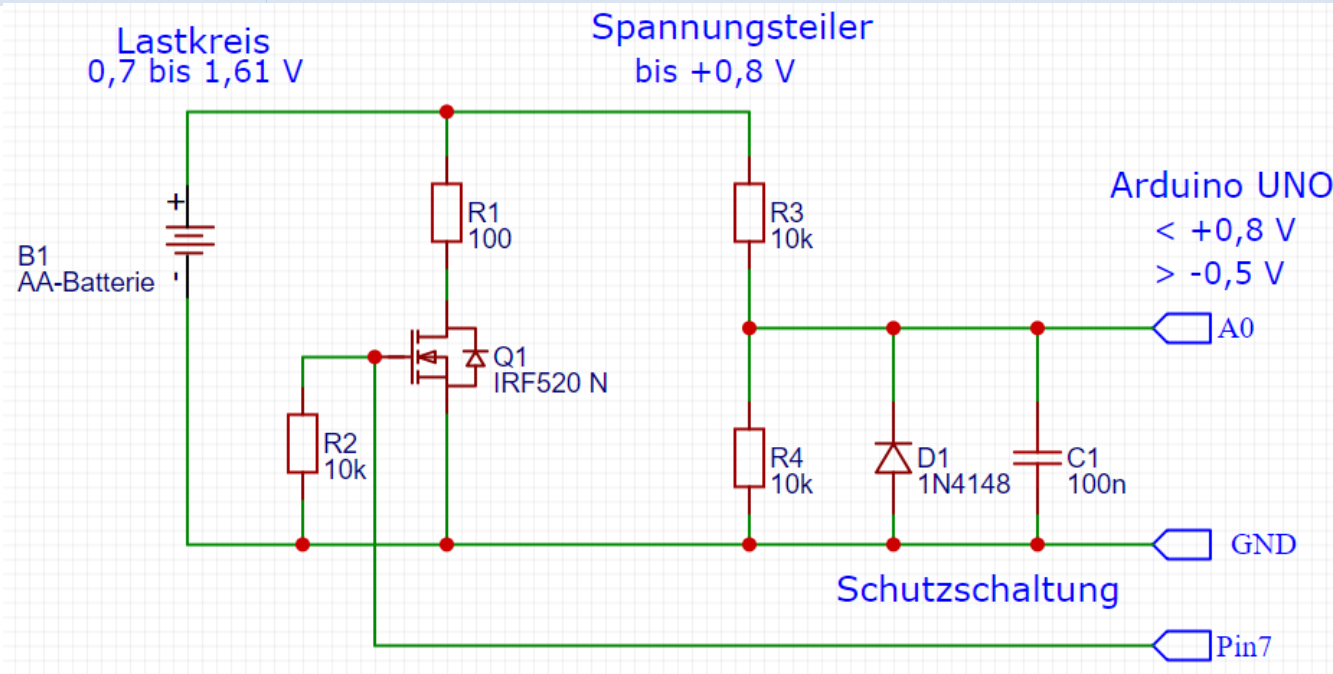 Lastkreis
0,7 bis 1,61 V
Spannungsteiler
bis +0,8 V
Arduino UNO
< +0,8 V
> -0,5 V
+
B1
AA-Batterie
-
R1
100
R3
10k
A0
Q1
IRF520 N
R2
10k
R4
10k
D1
1N4148
C1
100n
GND
Schutzschaltung
Pin7